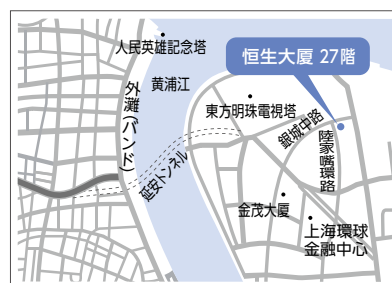 人民英雄記念塔
恒生大厦 27階
黄浦江
外灘(バンド)
東方明珠電視塔
銀城中路
陸家嘴環路
延安トンネル
金茂大厦
上海環球
金融中心